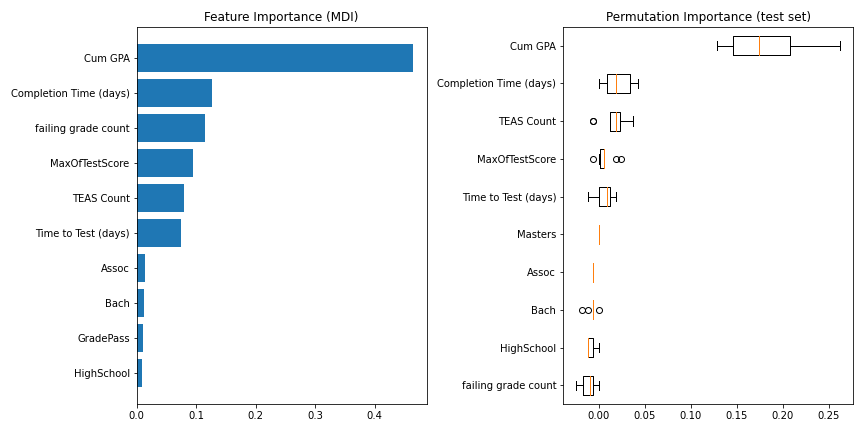 Feature Importance (MDI)
Cum GPA
Completion Time (days)
failing grade count
MaxOfTestScore
TEAS Count
Time to Test (days)
Assoc
Bach
GradePass
HighSchool
0.0 0.1 0.2 0.3 0.4
Permutation Importance (test set)
Cum GPA
Completion Time (days)
TEAS Count
MaxOfTestScore
Time to Test (days)
Masters
Assoc
Bach
HighSchool
failing grade count
0.00 0.05 0.10 0.15 0.20 0.25